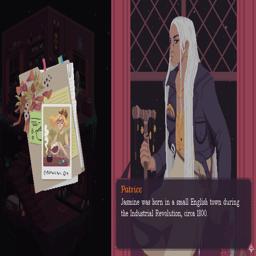 Patrice
Jasmine was born in a small English town during
the Industrial Revolution, circa 1800.